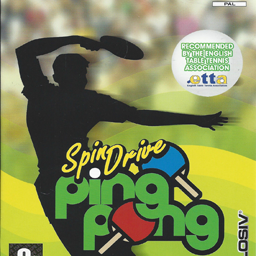 PAL
RECOMMENDED
BY THE ENGLISH
TABLE TENNIS
ASSOCIATION
etta
Spin Drive
ping
pong